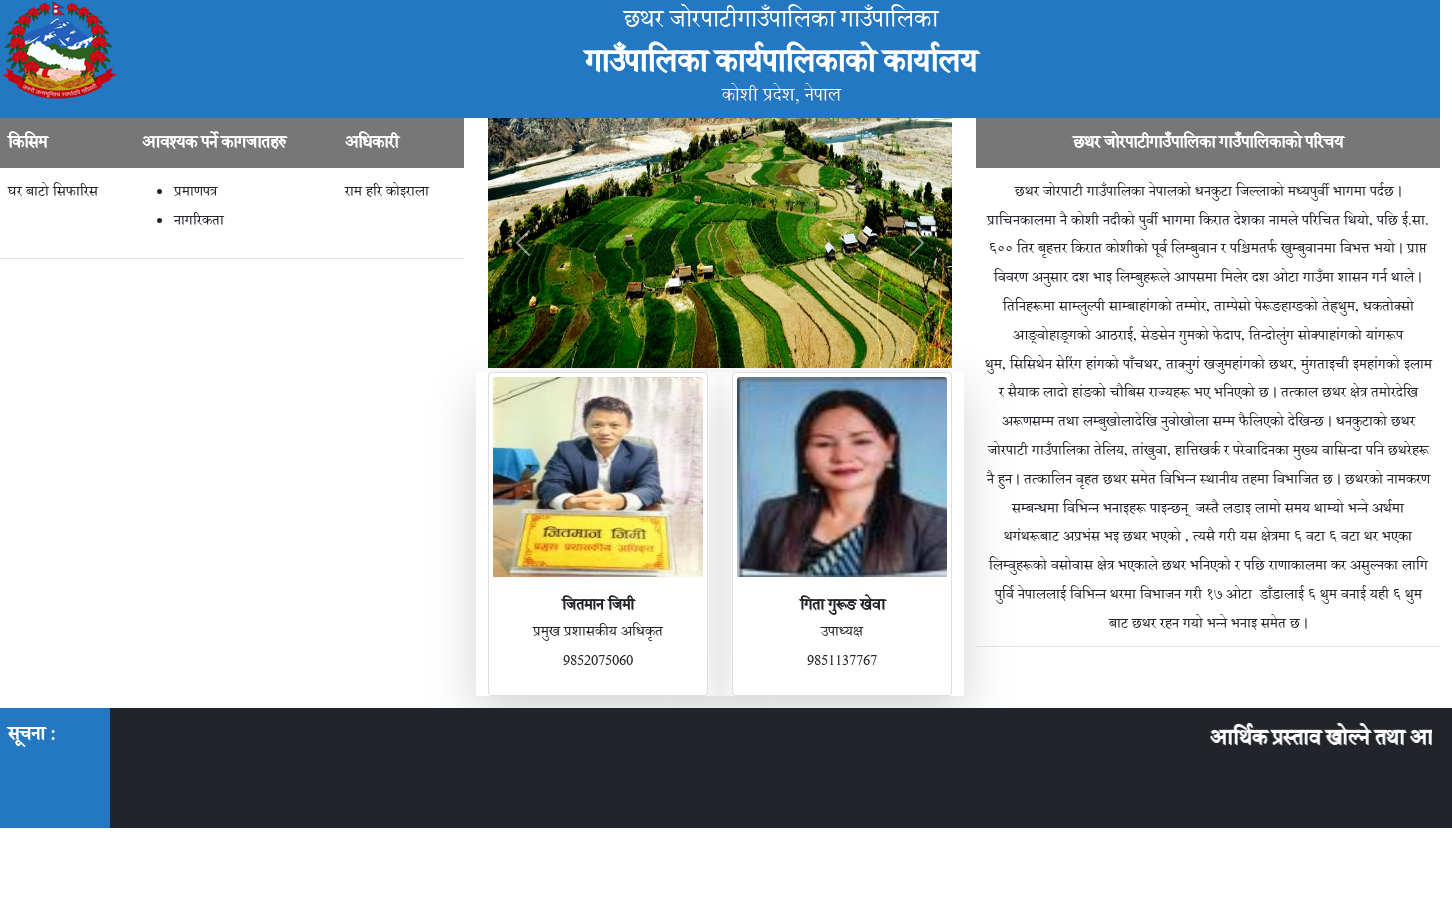 छथर जोरपाटीगाउँपालिका गाउँपालिका
गाउँपालिका कार्यपालिकाको कार्यालय
कोशी प्रदेश, नेपाल
किसिम
आवश्यक पर्ने कागजातहरु
अधिकारी
घर बाटो सिफारिस
प्रमाणपत्र
नागरिकता
राम हरि कोइराला
जितमान जिमी
प्रमुख प्रशासकीय अधिकृत
जितमान जिमी
प्रमुख प्रशासकीय अधिकृत
9852075060
गिता गुरूङ खेवा
उपाध्यक्ष
9851137767
छथर जोरपाटीगाउँपालिका गाउँपालिकाको परिचय
छथर जोरपाटी गाउँपालिका नेपालको धनकुटा जिल्लाको मध्यपुर्वी भागमा पर्दछ।
प्राचिनकालमा नै कोशी नदीको पुर्वी भागमा किरात देशका नामले परिचित थियो, पछि ई.सा.
६०० तिर बृहत्तर किरात कोशीको पूर्व लिम्बुवान र पश्चिमतर्फ खुम्बुवानमा विभत्त भयो। प्राप्त
विवरण अनुसार दश भाइ लिम्बुहरूले आपसमा मिलेर दश ओटा गाउँमा शासन गर्न थाले।
तिनिहरूमा साम्लुल्पी साम्बाहांगको तम्मोर, ताम्पेसो पेरूङहाग्ङको तेह्रथुम, धकतोक्सो
आङ्वोहाङ्गको आठराई, सेङसेन गुमको फेदाप, तिन्दोलुंग सोक्पाहांगको यांगरूप
थुम, सिसिथेन सेरिंग हांगको पाँचथर, ताक्नुगं खजुमहांगको छथर, मुंगताइची इमहांगको इलाम
र सैयाक लादो हांङको चौबिस राज्यहरू भए भनिएको छ। तत्काल छथर क्षेत्र तमोरदेखि
अरूणसम्म तथा लम्बुखोलादेखि नुवोखोला सम्म फैलिएको देखिन्छ। धनकुटाको छथर
जोरपाटी गाउँपालिका तेलिय, तांखुवा, हात्तिखर्क र परेवादिनका मुख्य वासिन्दा पनि छथरेहरू
नै हुन। तत्कालिन वृहत छथर समेत विभिन्न स्थानीय तहमा विभाजित छ। छथरको नामकरण
सम्बन्धमा विभिन्न भनाइहरू पाइन्छन् जस्तै लडाइ लामो समय थाम्यो भन्ने अर्थमा
थगंथरूबाट अप्रभंस भइ छथर भएको , त्यसै गरी यस क्षेत्रमा ६ वटा ६ वटा थर भएका
लिम्वुहरूको वसोवास क्षेत्र भएकाले छथर भनिएको र पछि राणाकालमा कर असुल्नका लागि
पुर्वि नेपाललाई विभिन्न थरमा विभाजन गरी १७ ओटा डाँडालाई ६ थुम वनाई यही ६ थुम
बाट छथर रहन गयो भन्ने भनाइ समेत छ।
सूचना :
आर्थिक प्रस्ताव खोल्ने तथा आ